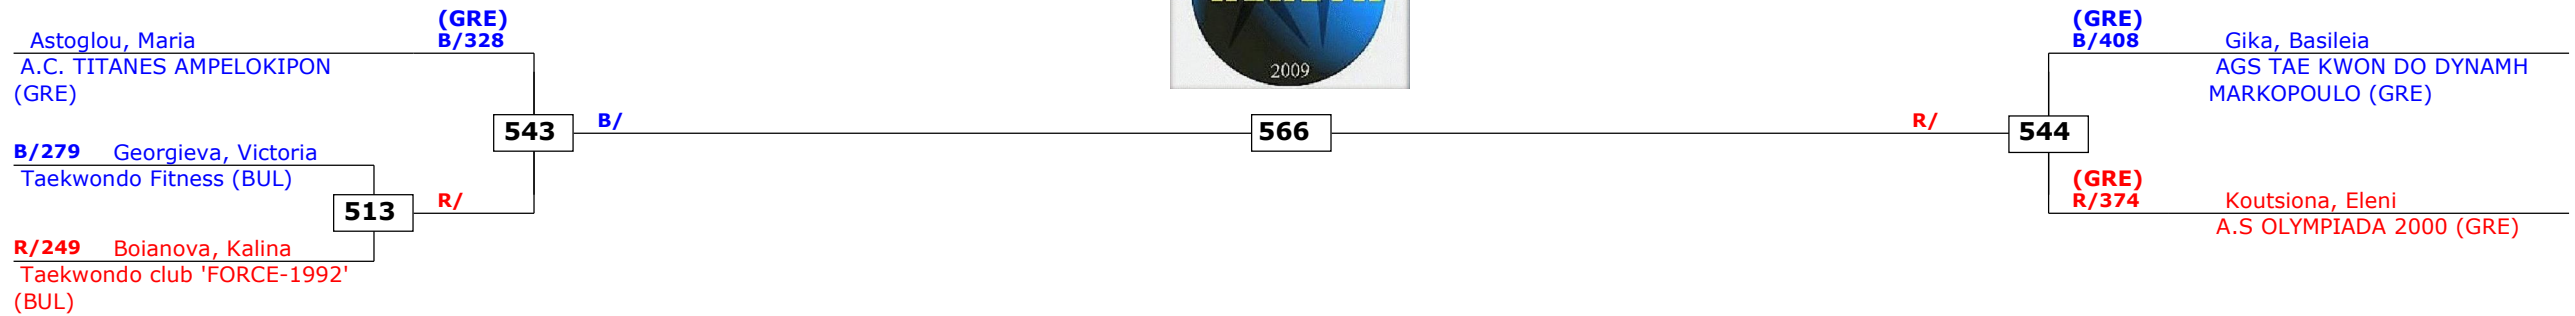 (GRE)
Astoglou, Maria B/328
A.C. TITANES AMPELOKIPON
(GRE)
543
B/
B/279 Georgieva, Victoria
Taekwondo Fitness (BUL)
513
R/
R/249 Boianova, Kalina
Taekwondo club 'FORCE-1992'
(BUL)
2009
566
(GRE)
B/408 Gika, Basileia
AGS TAE KWON DO DYNAMH
MARKOPOULO (GRE)
R/
544
(GRE)
R/374 Koutsiona, Eleni
A.S OLYMPIADA 2000 (GRE)